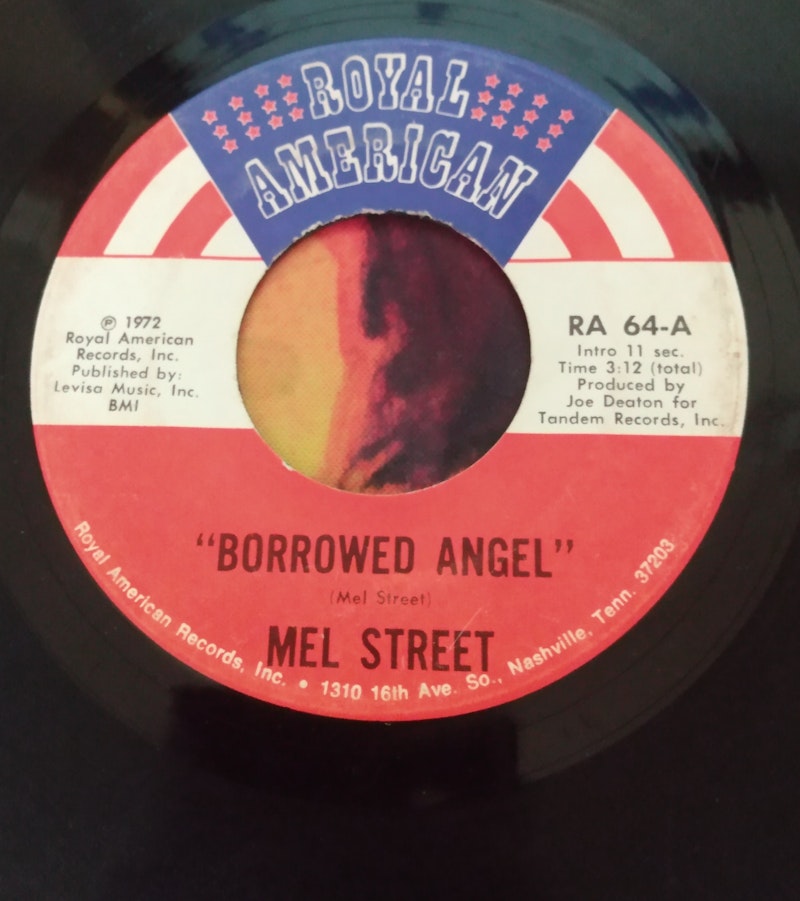 ROYAL
AMERICAN
℗ 1972
Royal American
Records, Inc.
Published by:
Levisa Music, Inc.
BMI
RA 64-A
Intro 11 sec.
Time 3:12 (total)
Produced by
Joe Deaton for
Tandem Records, Inc.
“BORROWED ANGEL”
(Mel Street)
MEL STREET
Royal American Records, Inc. • 1310 16th Ave. So., Nashville, Tenn. 37203